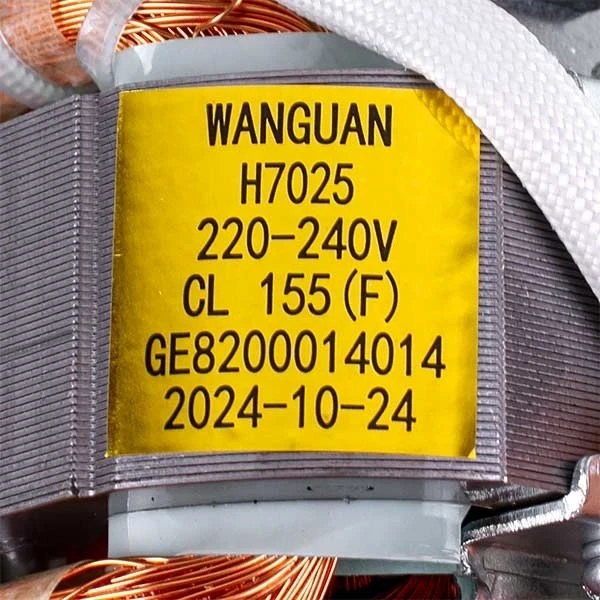 WANGUAN
H7025
220-240V
CL 155(F)
GE8200014014
2024-10-24